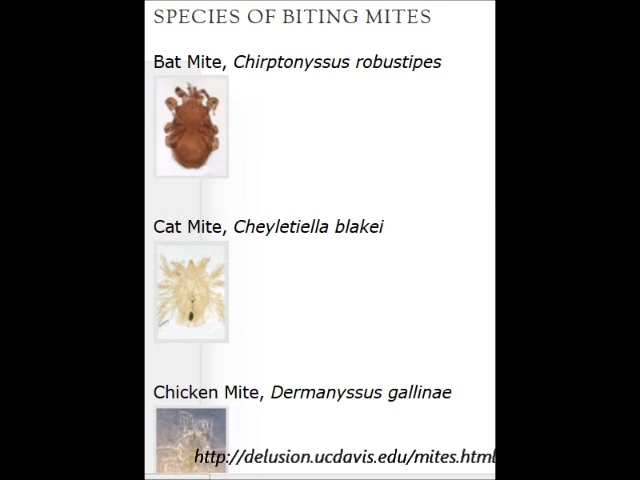 SPECIES OF BITING MITES
Bat Mite, Chirptonyssus robustipes
Cat Mite, Cheyletiella blakei
Chicken Mite, Dermanyssus gallinae
http://delusion.ucdavis.edu/mites.html